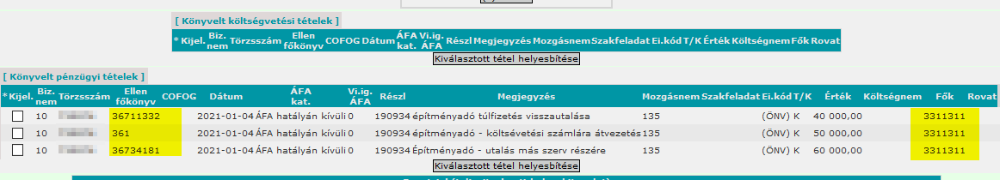 [ Könyvelt költségvetési tételek ]
* Kijel. Biz. nem Törzsszám Ellen főkönyv COFOG Dátum ÁFA kat. Vi.ig. ÁFA Részl Megjegyzés Mozgásnem Szakfeladat Ei.kód T/K Érték Költségnem Fők Rovat
Kiválasztott tétel helyesbítése
[ Könyvelt pénzügyi tételek ]
* Kijel. Biz. nem Törzsszám Ellen főkönyv COFOG Dátum ÁFA kat. Vi.ig. ÁFA Részl Megjegyzés Mozgásnem Szakfeladat Ei.kód T/K Érték Költségnem Fők Rovat
10 36711332 2021-01-04 ÁFA hatályán kívüli 0 190934 építményadó túlfizetés visszautalása 135 (ÖNV) K 40 000,00 3311311
10 361 2021-01-04 ÁFA hatályán kívüli 0 190934 építményadó - költsévetési számlára átvezetés 135 (ÖNV) K 50 000,00 3311311
10 36734181 2021-01-04 ÁFA hatályán kívüli 0 190934 Építményadó - utalás más szerv részére 135 (ÖNV) K 60 000,00 3311311
Kiválasztott tétel helyesbítése